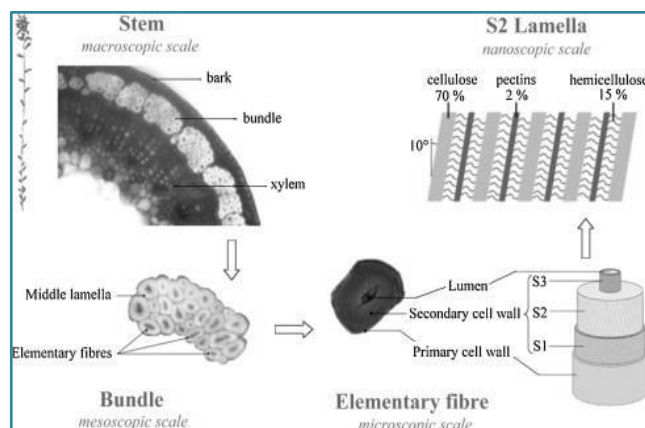 Stem
macroscopic scale
bark
bundle
xylem
S2 Lamella
nanoscopic scale
cellulose pectins hemicellulose
70 % 2 % 15 %
10°
Middle lamella
Elementary fibres
Bundle
mesoscopic scale
Lumen
Secondary cell wall
Primary cell wall
S3
S2
S1
Elementary fibre
microscopic scale